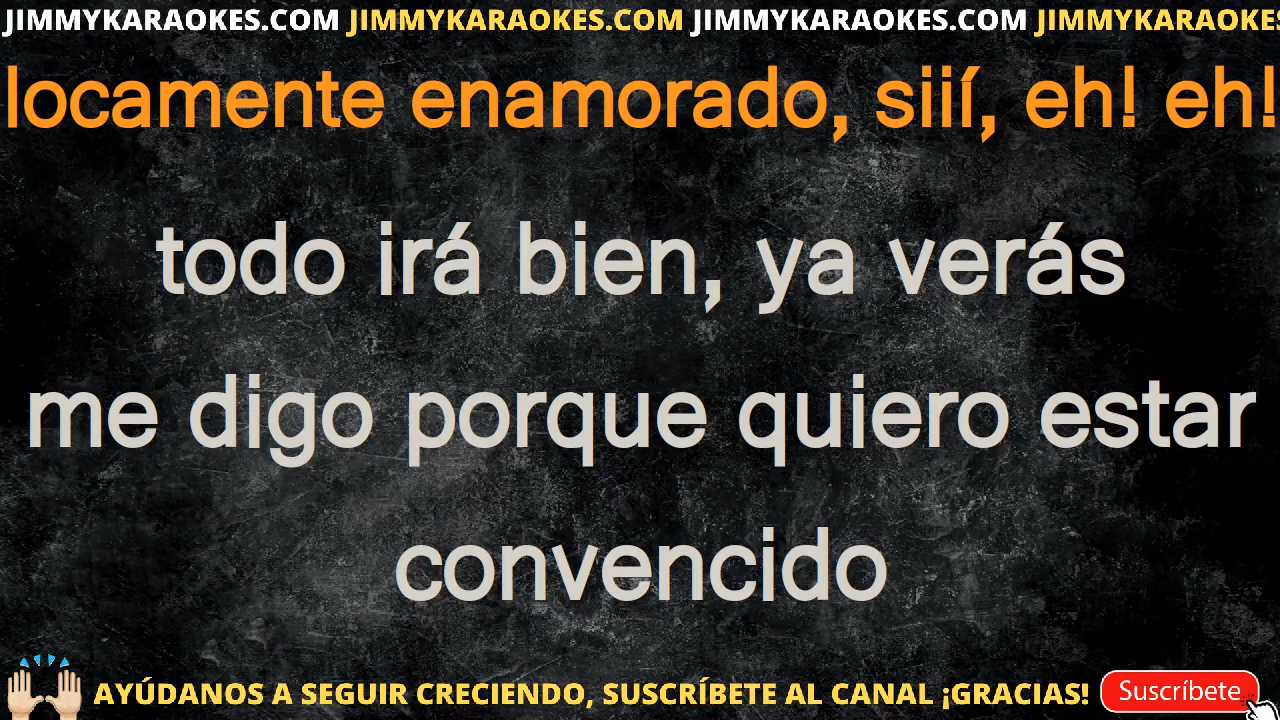 JIMMYKARAOKES.COM JIMMYKARAOKES.COM JIMMYKARAOKES.COM JIMMYKARAOKES
locamente enamorado, siií, eh! eh!
todo irá bien, ya verás
me digo porque quiero estar
convencido
AYÚDANOS A SEGUIR CRECIENDO, SUSCRÍBETE AL CANAL ¡GRACIAS! Suscríbete